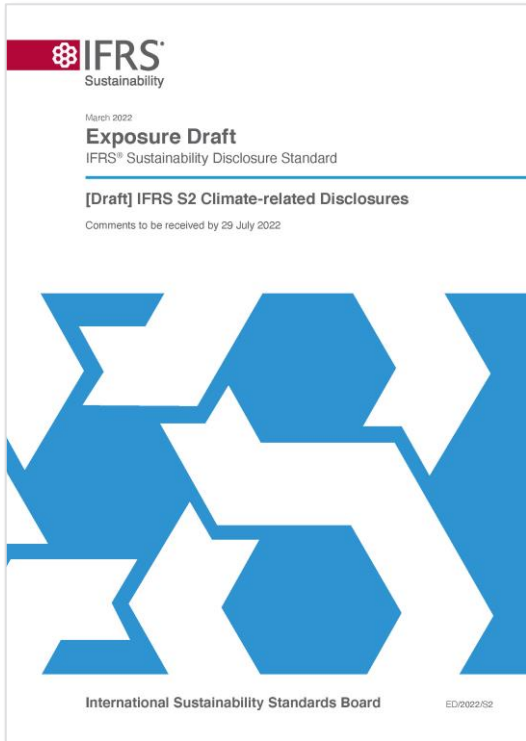 IFRS®
Sustainability
March 2022
Exposure Draft
IFRS® Sustainability Disclosure Standard
[Draft] IFRS S2 Climate-related Disclosures
Comments to be received by 29 July 2022
International Sustainability Standards Board
ED/2022/S2